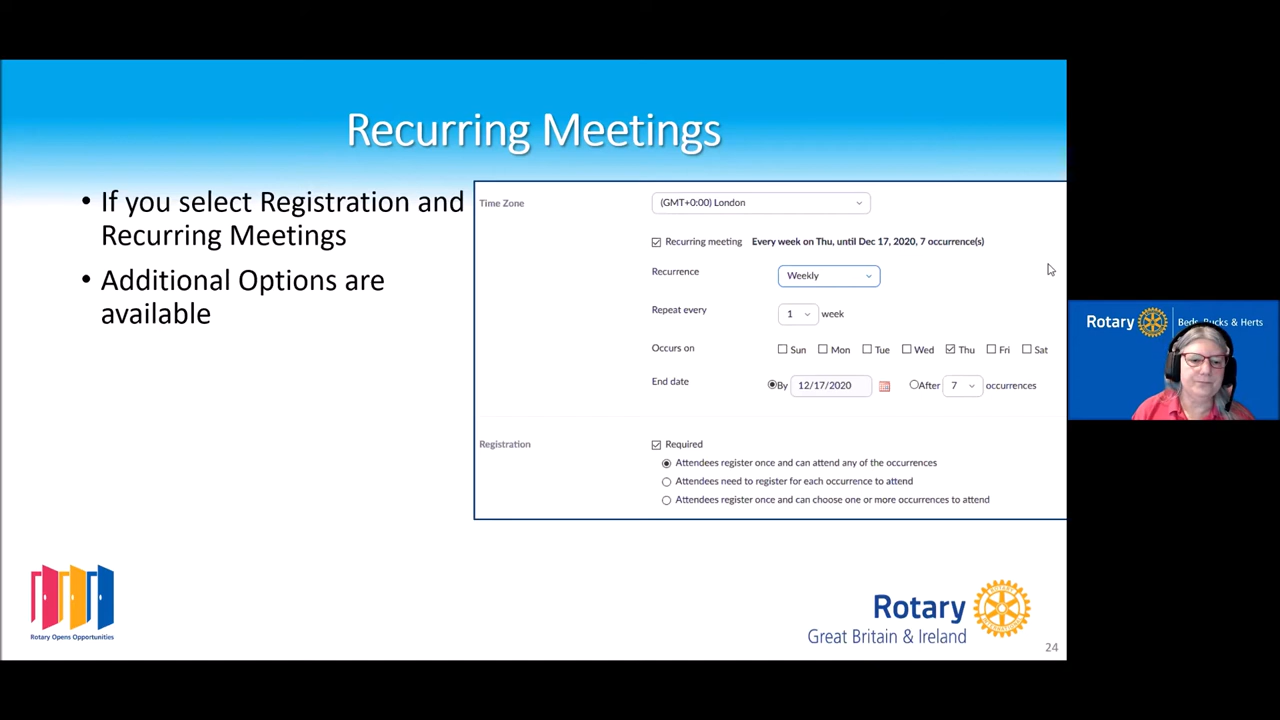 Recurring Meetings
• If you select Registration and
Recurring Meetings
• Additional Options are
available
Time Zone
(GMT+0:00) London
Recurring meeting Every week on Thu, until Dec 17, 2020, 7 occurrence(s)
Recurrence
Weekly
Repeat every
1 week
Occurs on
Sun Mon Tue Wed Thu Fri Sat
End date
By 12/17/2020 After 7 occurrences
Registration
Required
Attendees register once and can attend any of the occurrences
Attendees need to register for each occurrence to attend
Attendees register once and can choose one or more occurrences to attend
Rotary Beds, Bucks & Herts
Rotary Opens Opportunities
Rotary
Great Britain & Ireland
24